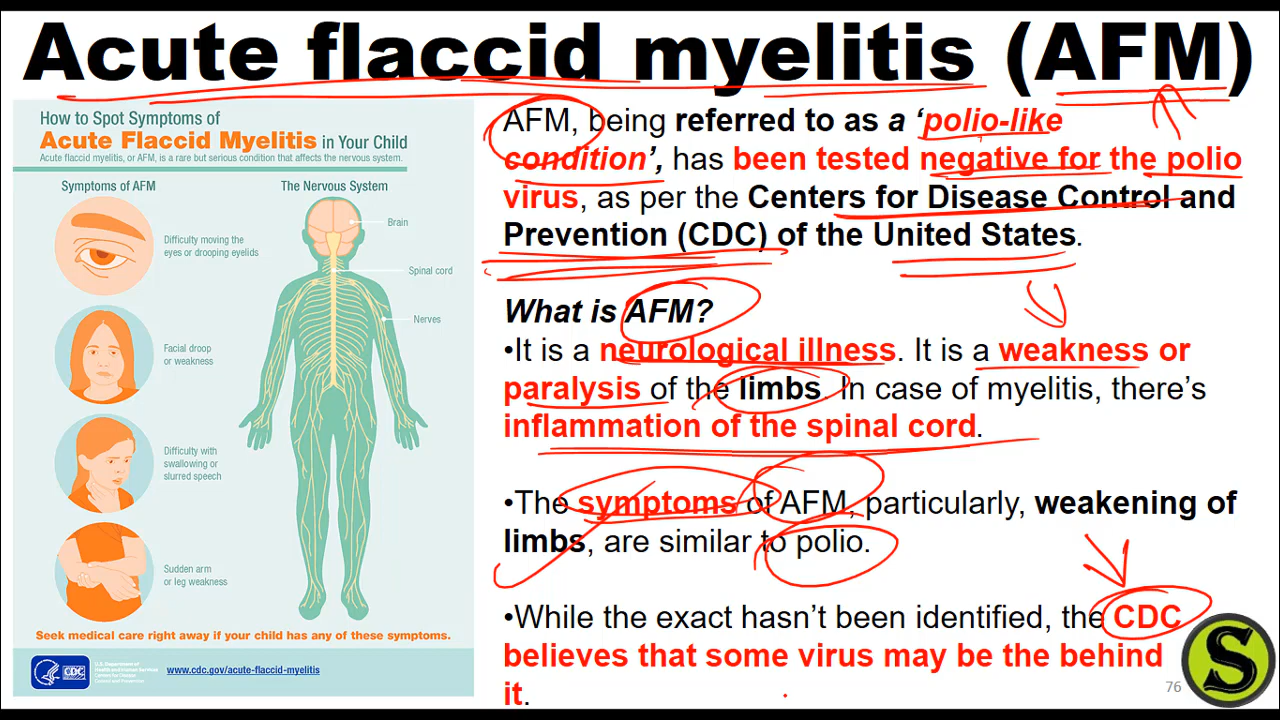 Acute flaccid myelitis (AFM)
How to Spot Symptoms of
Acute Flaccid Myelitis in Your Child
Acute flaccid myelitis, or AFM, is a rare but serious condition that affects the nervous system.
Symptoms of AFM
The Nervous System
Difficulty moving the
eyes or drooping eyelids
Facial droop
or weakness
Difficulty with
swallowing or
slurred speech
Sudden arm
or leg weakness
Brain
Spinal cord
Nerves
Seek medical care right away if your child has any of these symptoms.
CDC
www.cdc.gov/acute-flaccid-myelitis
AFM, being referred to as a ‘polio-like
condition’, has been tested negative for the polio
virus, as per the Centers for Disease Control and
Prevention (CDC) of the United States.
What is AFM?
•It is a neurological illness. It is a weakness or
paralysis of the limbs. In case of myelitis, there’s
inflammation of the spinal cord.
•The symptoms of AFM, particularly, weakening of
limbs, are similar to polio.
•While the exact hasn’t been identified, the CDC
believes that some virus may be the behind
it.
76
S